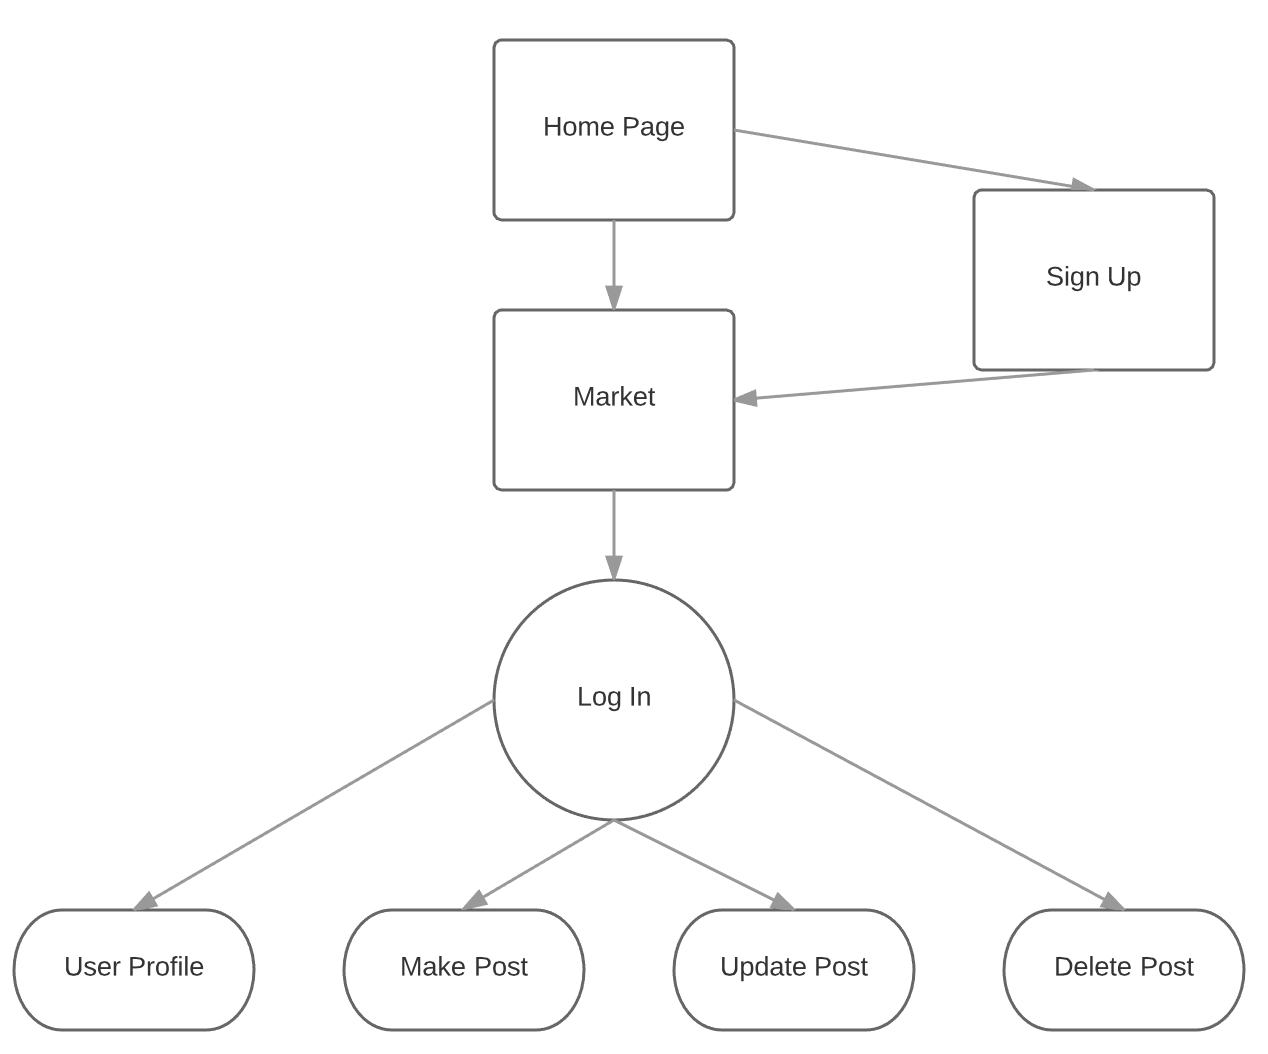 Home Page
Sign Up
Market
Log In
User Profile
Make Post
Update Post
Delete Post